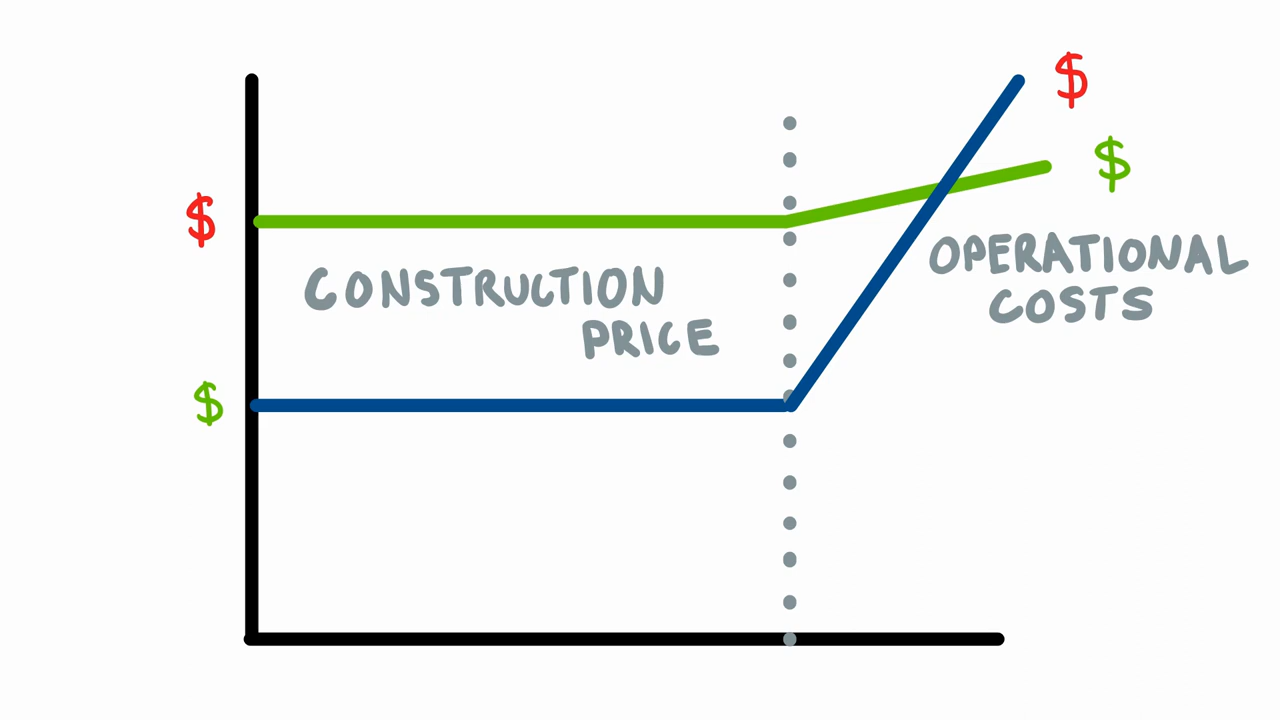 $
$
$
CONSTRUCTION
PRICE
OPERATIONAL
COSTS
$